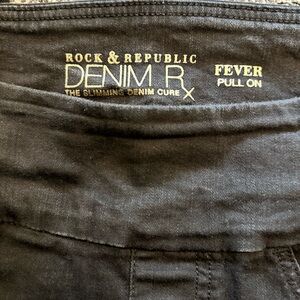 ROCK & REPUBLIC
DENIM RX
THE SLIMMING DENIM CURE
FEVER
PULL ON